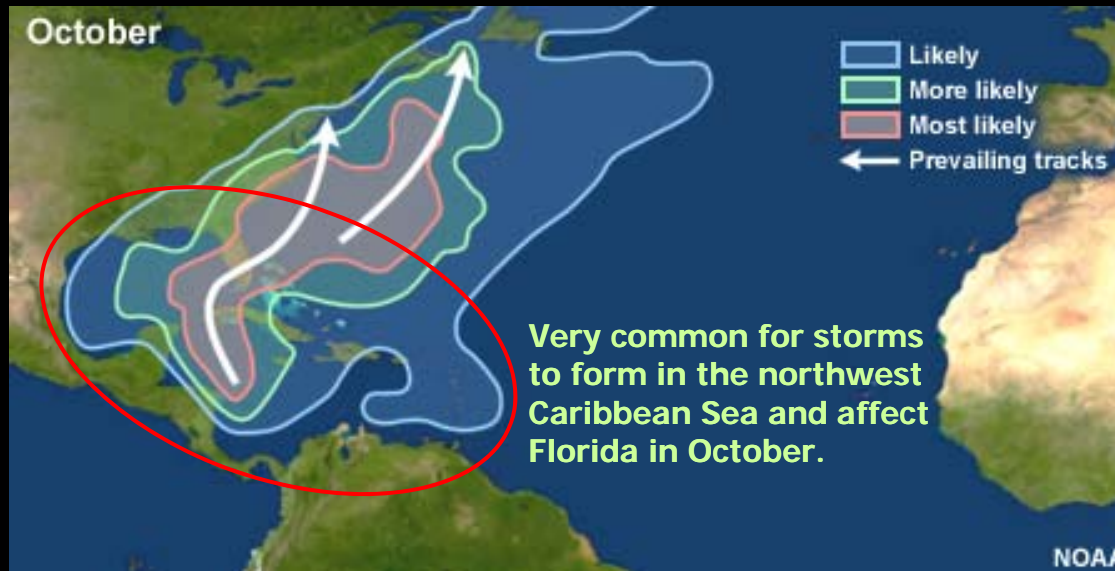 October
Likely
More likely
Most likely
Prevailing tracks
Very common for storms
to form in the northwest
Caribbean Sea and affect
Florida in October.
NOAA